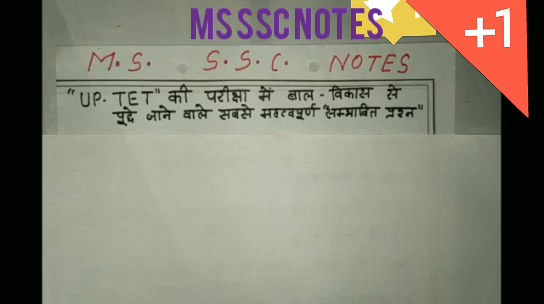 MS SSC NOTES
+1
M. S. S. S. C. NOTES
"UP-TET" की परीक्षा में बाल-विकास से
पूछे जाने वाले सबसे महत्वपूर्ण "सम्भावित प्रश्न"